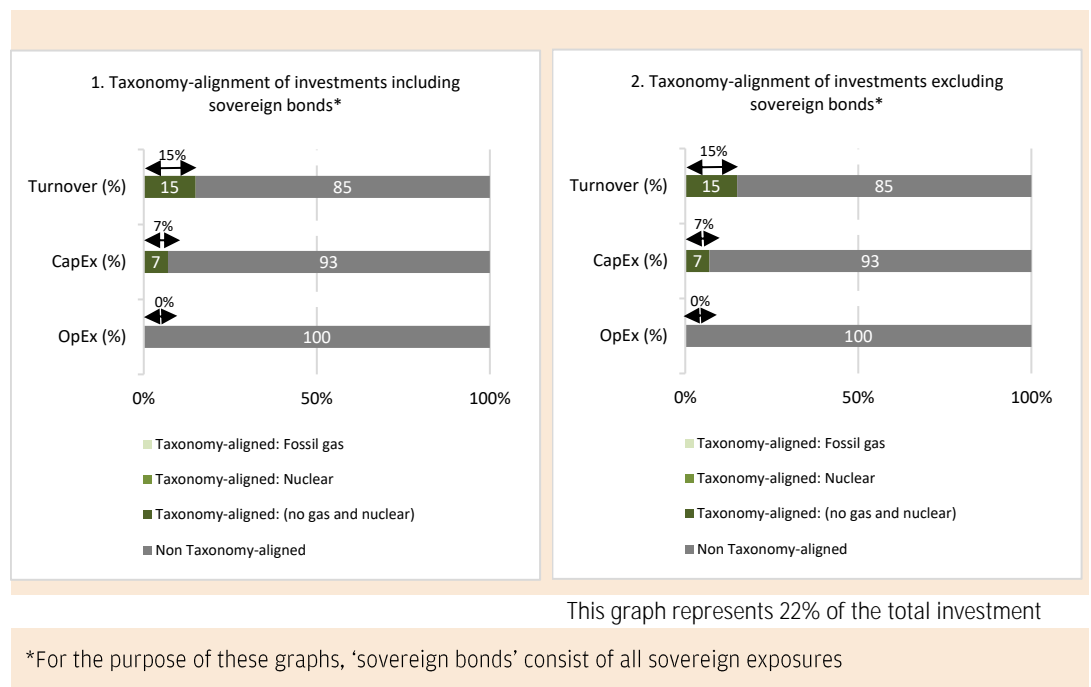 1. Taxonomy-alignment of investments including
sovereign bonds*
15%
Turnover (%)
15
85
7%
CapEx (%)
7
93
0%
OpEx (%)
100
0%
50%
100%
Taxonomy-aligned: Fossil gas
Taxonomy-aligned: Nuclear
Taxonomy-aligned: (no gas and nuclear)
Non Taxonomy-aligned
2. Taxonomy-alignment of investments excluding
sovereign bonds*
15%
Turnover (%)
15
85
7%
CapEx (%)
7
93
0%
OpEx (%)
100
0%
50%
100%
Taxonomy-aligned: Fossil gas
Taxonomy-aligned: Nuclear
Taxonomy-aligned: (no gas and nuclear)
Non Taxonomy-aligned
This graph represents 22% of the total investment
*For the purpose of these graphs, ‘sovereign bonds’ consist of all sovereign exposures